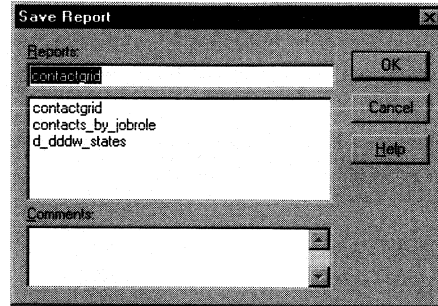 Save Report
Reports:
contactgrid
OK
contactgrid
contacts_by_jobrole
d_dddw_states
Cancel
Help
Comments: